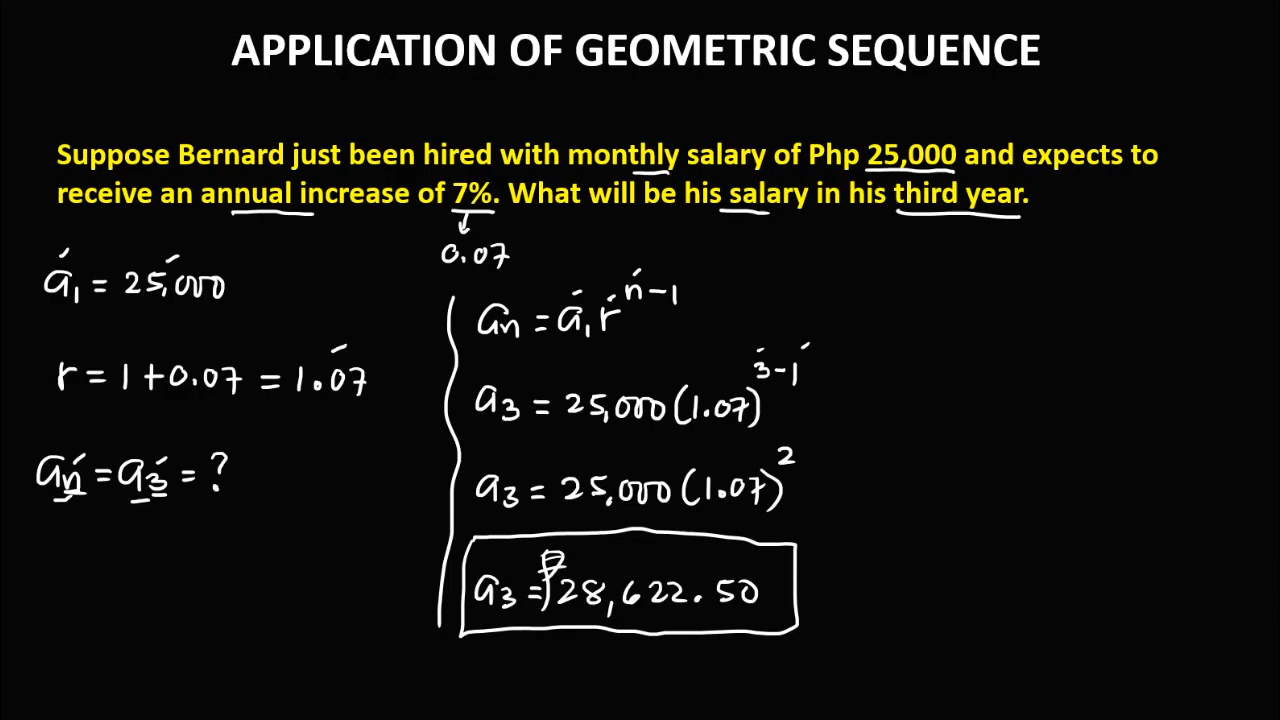 APPLICATION OF GEOMETRIC SEQUENCE
Suppose Bernard just been hired with monthly salary of Php 25,000 and expects to
receive an annual increase of 7%. What will be his salary in his third year.
0.07
a₁ = 25,000
r = 1 + 0.07 = 1.07
aₙ = a₃ = ?
aₙ = a₁ rⁿ⁻¹
a₃ = 25,000 (1.07)³⁻¹
a₃ = 25,000 (1.07)²
a₃ = ₱28,622.50